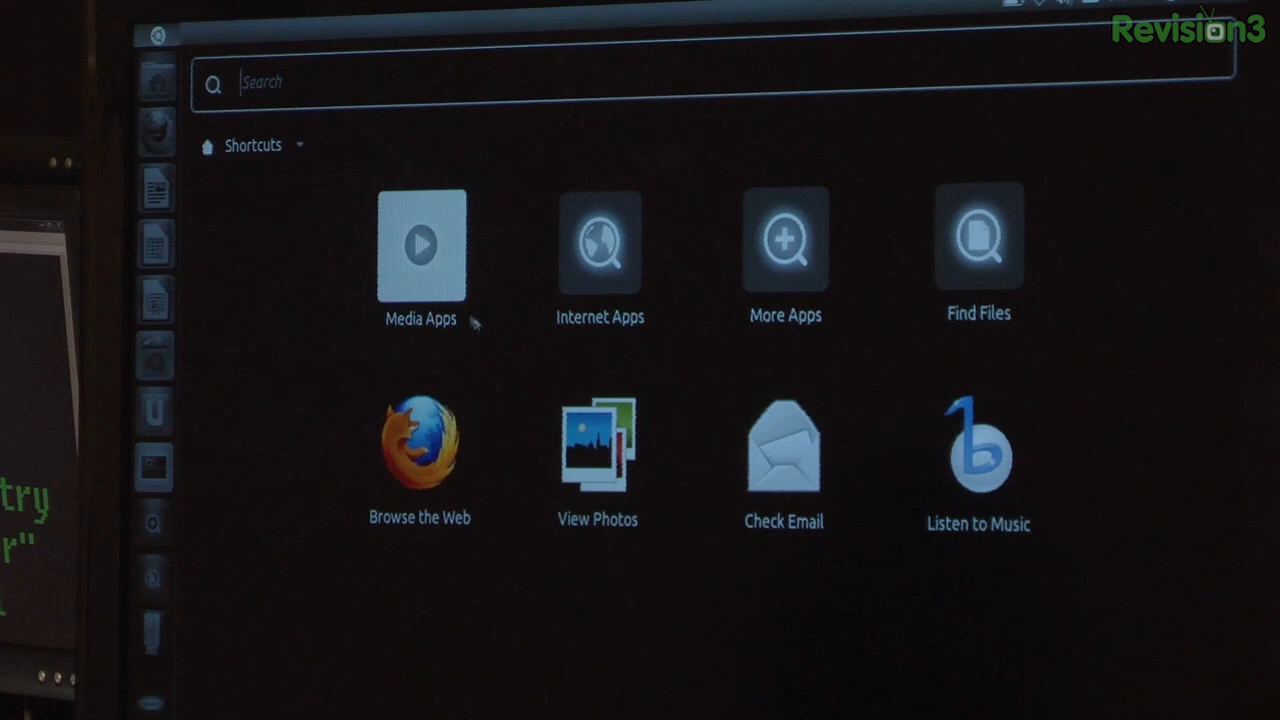 Revision3
Search
Shortcuts
Media Apps
Internet Apps
More Apps
Find Files
Browse the Web
View Photos
Check Email
Listen to Music
try
r"